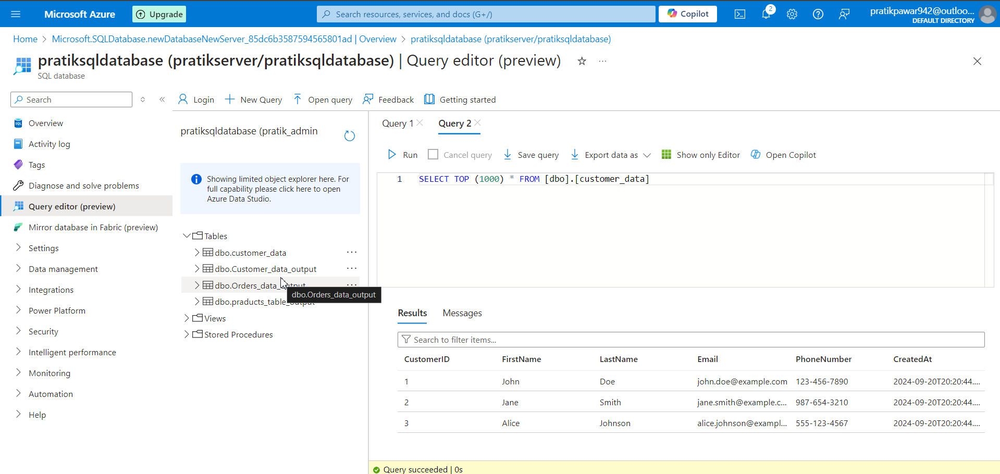 Microsoft Azure
Upgrade
Search resources, services, and docs (G+/)
Copilot
2
pratikpawar942@outloo...
DEFAULT DIRECTORY
Home > Microsoft.SQLDatabase.newDatabaseNewServer_85dc6b3587594565801ad | Overview > pratiksqldatabase (pratikserver/pratiksqldatabase)
pratiksqldatabase (pratikserver/pratiksqldatabase) | Query editor (preview)
SQL database
Search
Overview
Activity log
Tags
Diagnose and solve problems
Query editor (preview)
Mirror database in Fabric (preview)
Settings
Data management
Integrations
Power Platform
Security
Intelligent performance
Monitoring
Automation
Help
Login
New Query
Open query
Feedback
Getting started
pratiksqldatabase (pratik_admin
Showing limited object explorer here. For
full capability please click here to open
Azure Data Studio.
Tables
dbo.customer_data
dbo.Customer_data_output
dbo.Orders_data_output
dbo.Orders_data_output
dbo.praducts_table_output
Views
Stored Procedures
Query 1
Query 2
Run
Cancel query
Save query
Export data as
Show only Editor
Open Copilot
1 SELECT TOP (1000) * FROM [dbo].[customer_data]
Results
Messages
Search to filter items...
CustomerID FirstName LastName Email PhoneNumber CreatedAt
1 John Doe john.doe@example.com 123-456-7890 2024-09-20T20:20:44....
2 Jane Smith jane.smith@example.c... 987-654-3210 2024-09-20T20:20:44....
3 Alice Johnson alice.johnson@exampl... 555-123-4567 2024-09-20T20:20:44....
Query succeeded | 0s